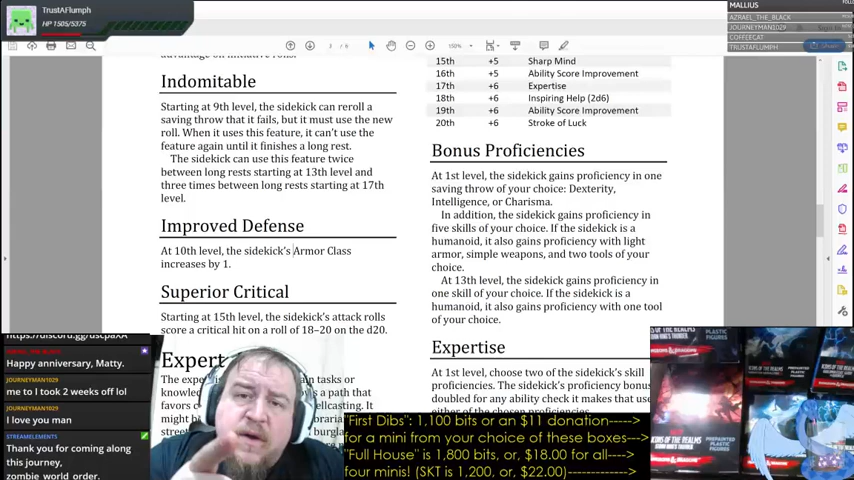 TrustAFlumph
HP 1505/5375
MALLIUS
AZRAEL_THE_BLACK
JOURNEYMAN1029
COFFEECAT
TRUSTAFLUMPH
3 / 6
150%
Indomitable
Starting at 9th level, the sidekick can reroll a
saving throw that it fails, but it must use the new
roll. When it uses this feature, it can't use the
feature again until it finishes a long rest.
The sidekick can use this feature twice
between long rests starting at 13th level and
three times between long rests starting at 17th
level.
Improved Defense
At 10th level, the sidekick's Armor Class
increases by 1.
Superior Critical
Starting at 15th level, the sidekick's attack rolls
score a critical hit on a roll of 18–20 on the d20.
Expert
15th +5 Sharp Mind
16th +5 Ability Score Improvement
17th +6 Expertise
18th +6 Inspiring Help (2d6)
19th +6 Ability Score Improvement
20th +6 Stroke of Luck
Bonus Proficiencies
At 1st level, the sidekick gains proficiency in one
saving throw of your choice: Dexterity,
Intelligence, or Charisma.
In addition, the sidekick gains proficiency in
five skills of your choice. If the sidekick is a
humanoid, it also gains proficiency with light
armor, simple weapons, and two tools of your
choice.
At 13th level, the sidekick gains proficiency in
one skill of your choice. If the sidekick is a
humanoid, it also gains proficiency with one tool
of your choice.
Expertise
At 1st level, choose two of the sidekick's skill
proficiencies. The sidekick's proficiency bonus
doubled for any ability check it makes that
either of the chosen proficiencies.
Happy anniversary, Matty.
JOURNEYMAN1029
me to I took 2 weeks off lol
JOURNEYMAN1029
I love you man
STREAMELEMENTS
Thank you for coming along
this journey,
zombie_world_order.
"First Dibs": 1,100 bits or an $11 donation----->
for a mini from your choice of these boxes-->
"Full House" is 1,800 bits, or $18.00 for all---->
four minis! (SKT is 1,200, or, $22.00)------------->